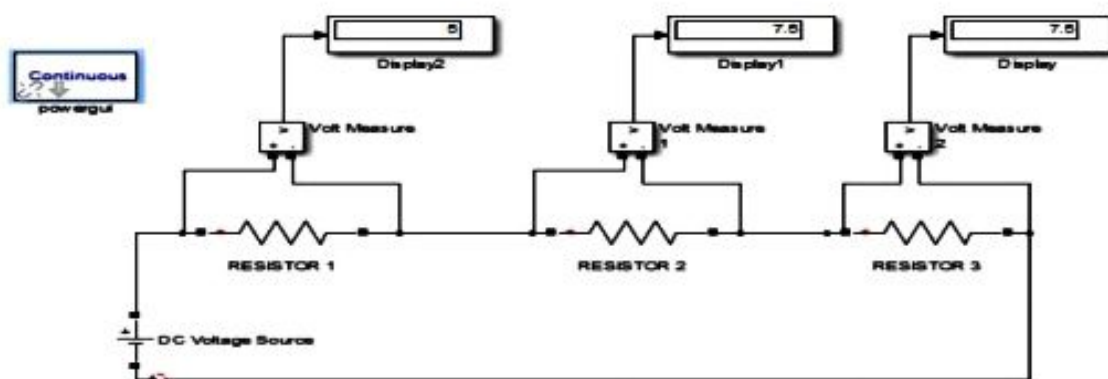 5
7.5
7.5
Display2
Display1
Display
Continuous
powergui
Volt Measure
Volt Measure
1
Volt Measure
2
RESISTOR 1
RESISTOR 2
RESISTOR 3
DC Voltage Source